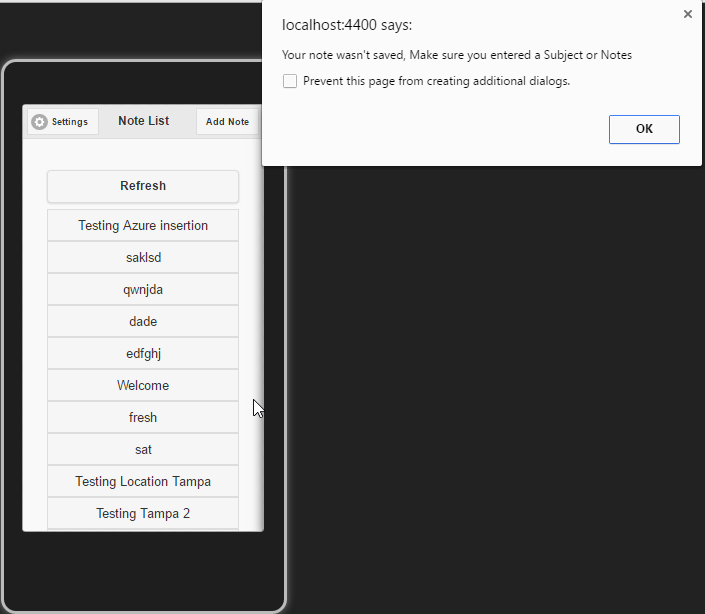 localhost:4400 says:
Your note wasn't saved, Make sure you entered a Subject or Notes
Prevent this page from creating additional dialogs.
OK
Settings
Note List
Add Note
Refresh
Testing Azure insertion
saklsd
qwnjda
dade
edfghj
Welcome
fresh
sat
Testing Location Tampa
Testing Tampa 2